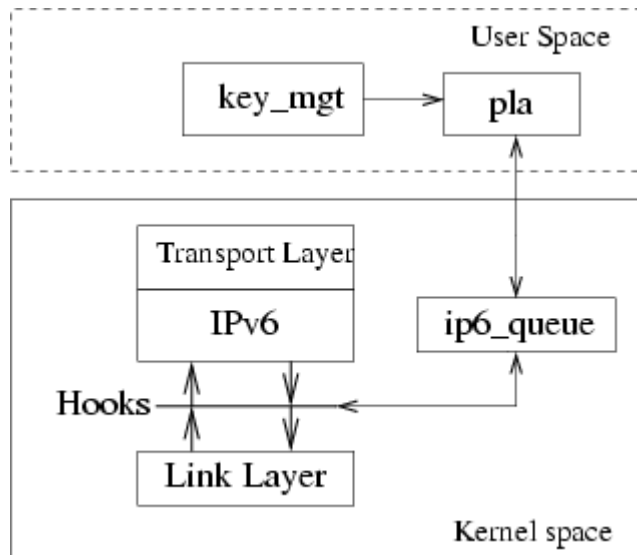 User Space
key_mgt
pla
Transport Layer
IPv6
ip6_queue
Hooks
Link Layer
Kernel space